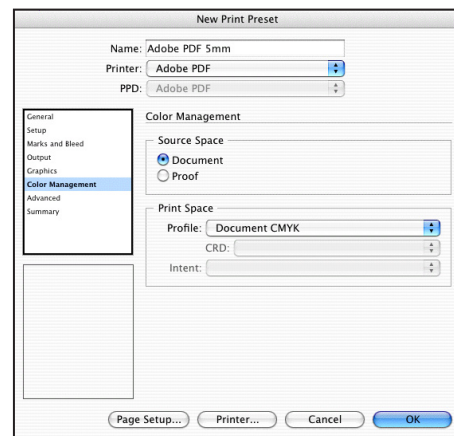 New Print Preset
Name: Adobe PDF 5mm
Printer: Adobe PDF
PPD: Adobe PDF
General
Setup
Marks and Bleed
Output
Graphics
Color Management
Advanced
Summary
Color Management
Source Space
Document
Proof
Print Space
Profile: Document CMYK
CRD:
Intent:
Page Setup... Printer... Cancel OK